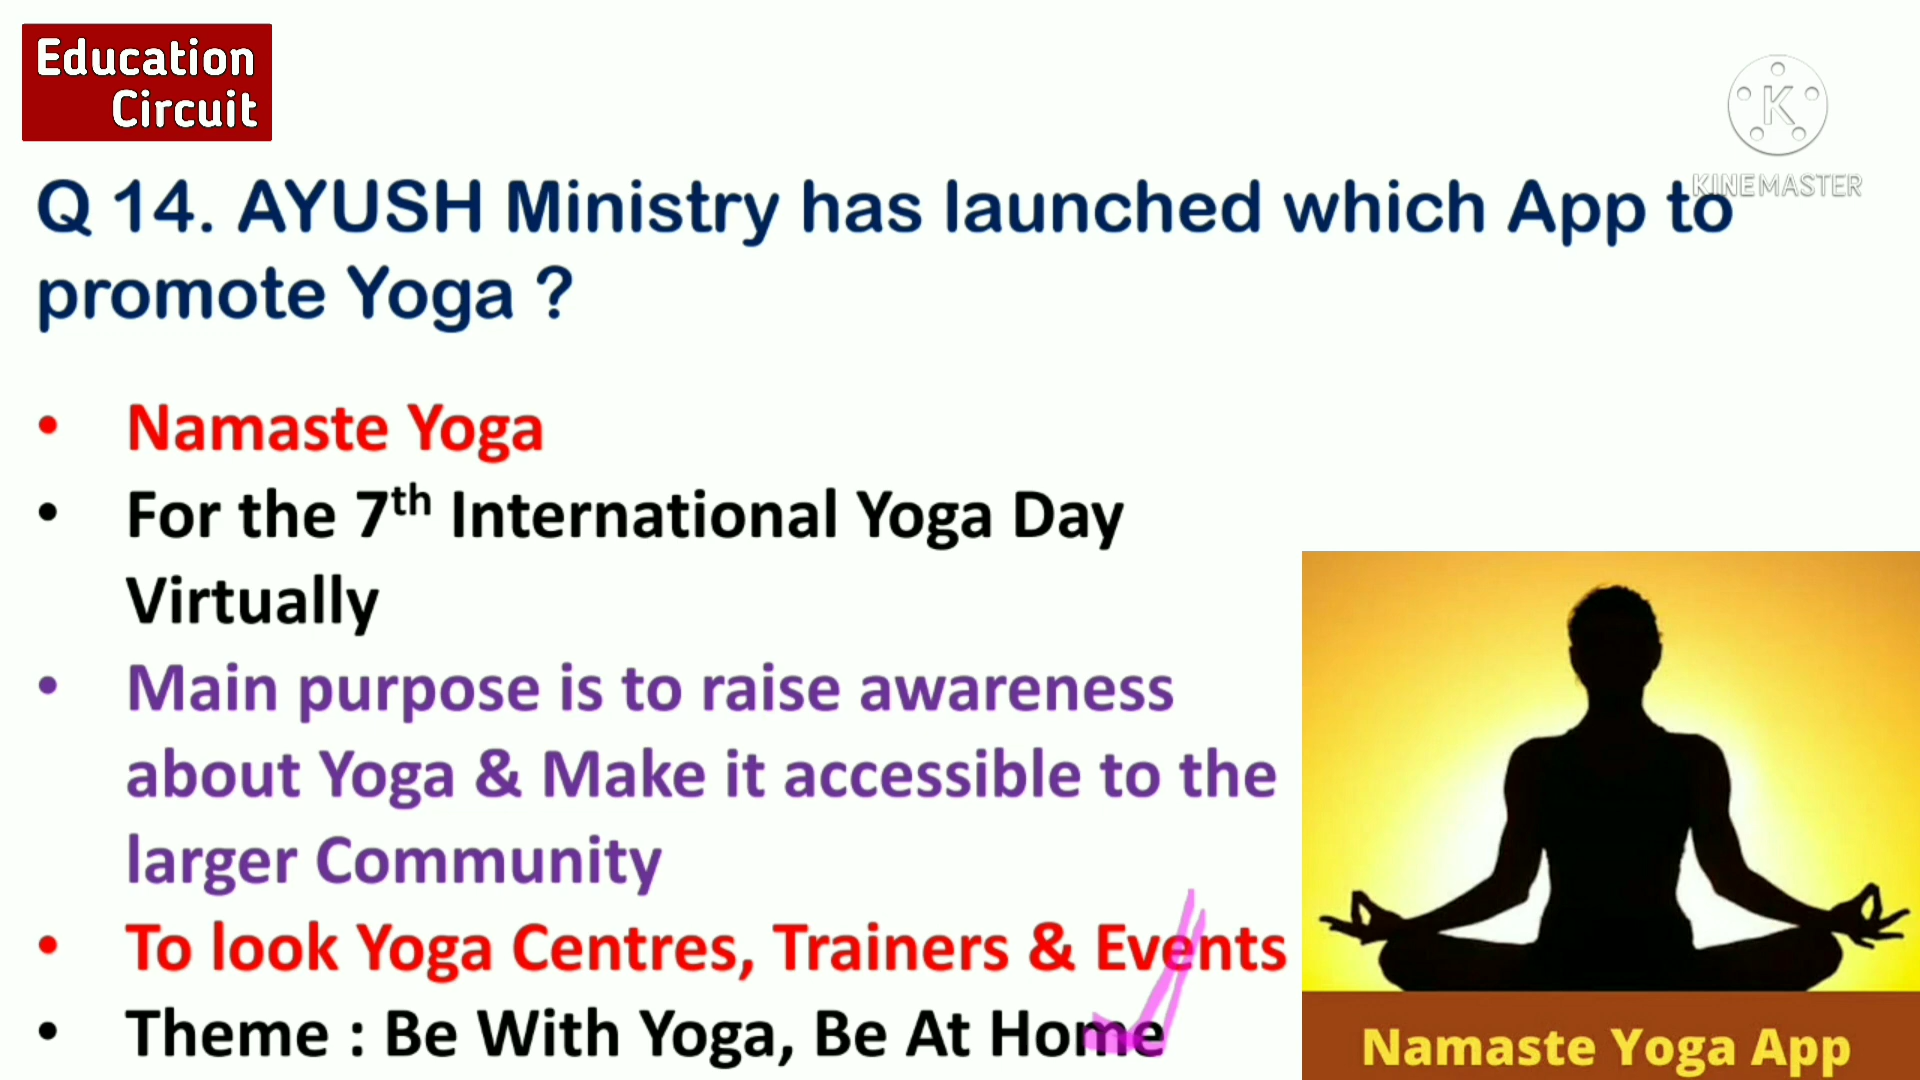 Education
Circuit
K
KINEMASTER
Q 14. AYUSH Ministry has launched which App to
promote Yoga ?
• Namaste Yoga
• For the 7th International Yoga Day
Virtually
• Main purpose is to raise awareness
about Yoga & Make it accessible to the
larger Community
• To look Yoga Centres, Trainers & Events
• Theme : Be With Yoga, Be At Home
Namaste Yoga App